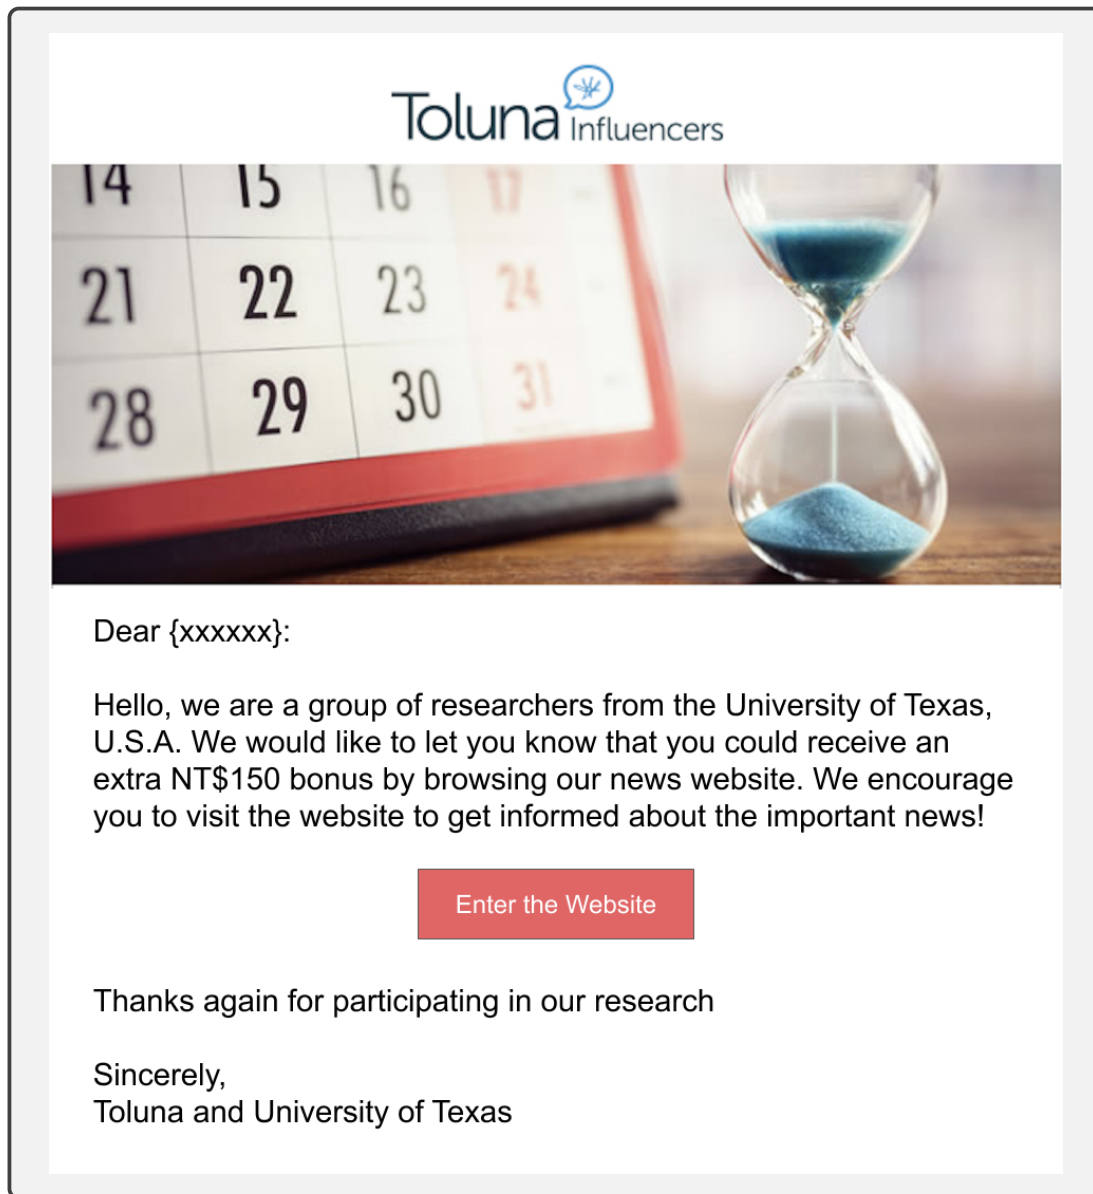 Toluna Influencers
14 15 16 17
21 22 23 24
28 29 30 31
Dear {xxxxxx}:
Hello, we are a group of researchers from the University of Texas,
U.S.A. We would like to let you know that you could receive an
extra NT$150 bonus by browsing our news website. We encourage
you to visit the website to get informed about the important news!
Enter the Website
Thanks again for participating in our research
Sincerely,
Toluna and University of Texas